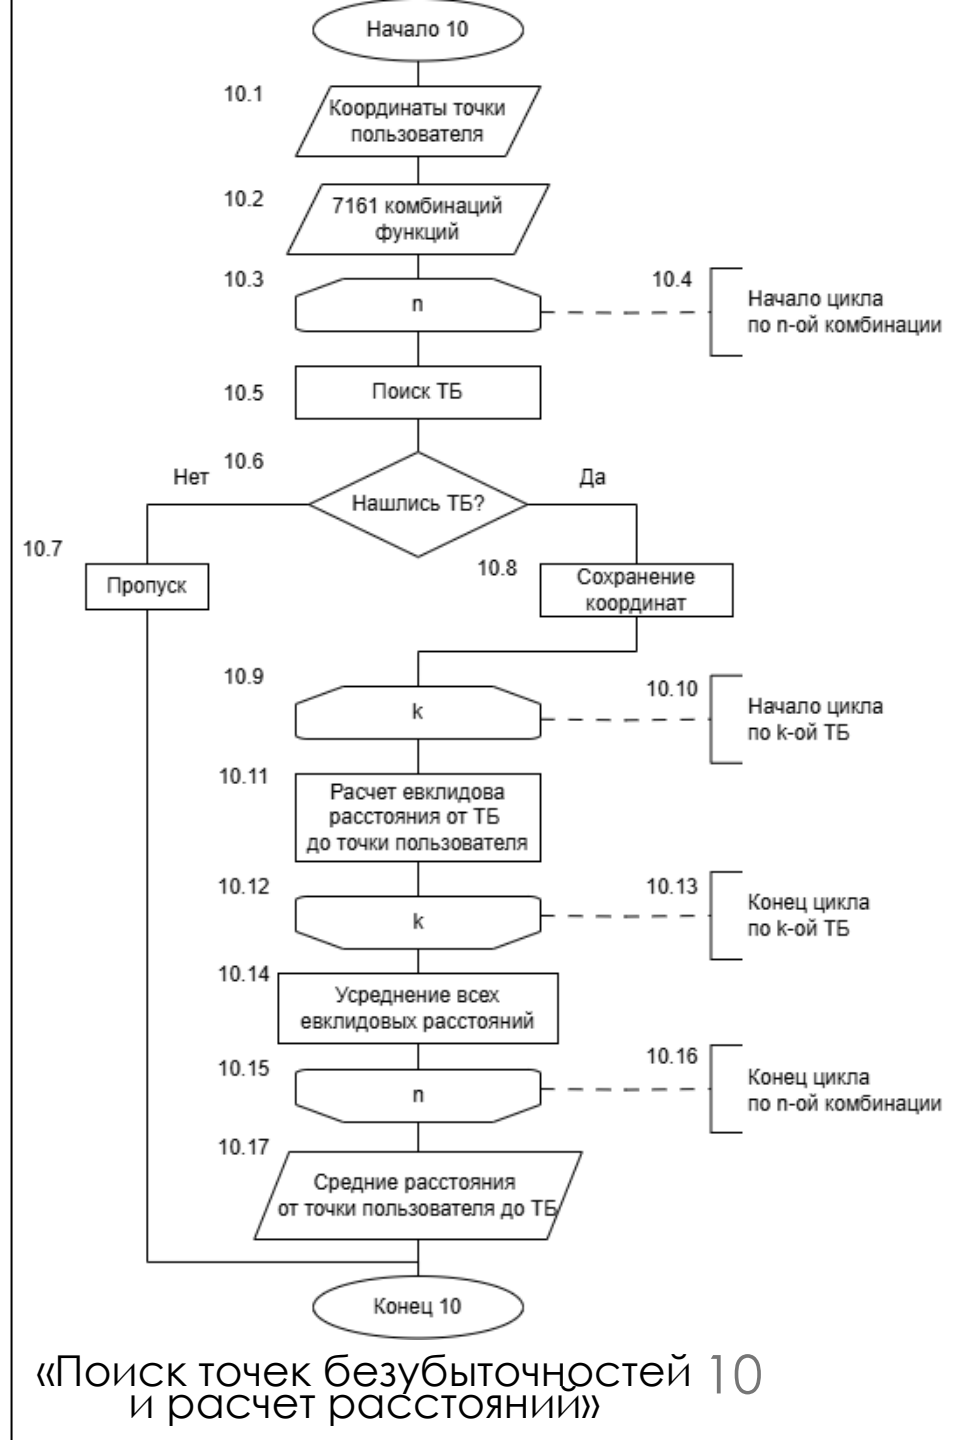 Начало 10
10.1
Координаты точки
пользователя
10.2
7161 комбинаций
функций
10.3
n
10.4
Начало цикла
по n-ой комбинации
10.5
Поиск ТБ
10.6
Нет
Нашлись ТБ?
Да
10.7
Пропуск
10.8
Сохранение
координат
10.9
k
10.10
Начало цикла
по k-ой ТБ
10.11
Расчет евклидова
расстояния от ТБ
до точки пользователя
10.12
k
10.13
Конец цикла
по k-ой ТБ
10.14
Усреднение всех
евклидовых расстояний
10.15
n
10.16
Конец цикла
по n-ой комбинации
10.17
Средние расстояния
от точки пользователя до ТБ
Конец 10
«Поиск точек безубыточностей
и расчет расстояний»
10